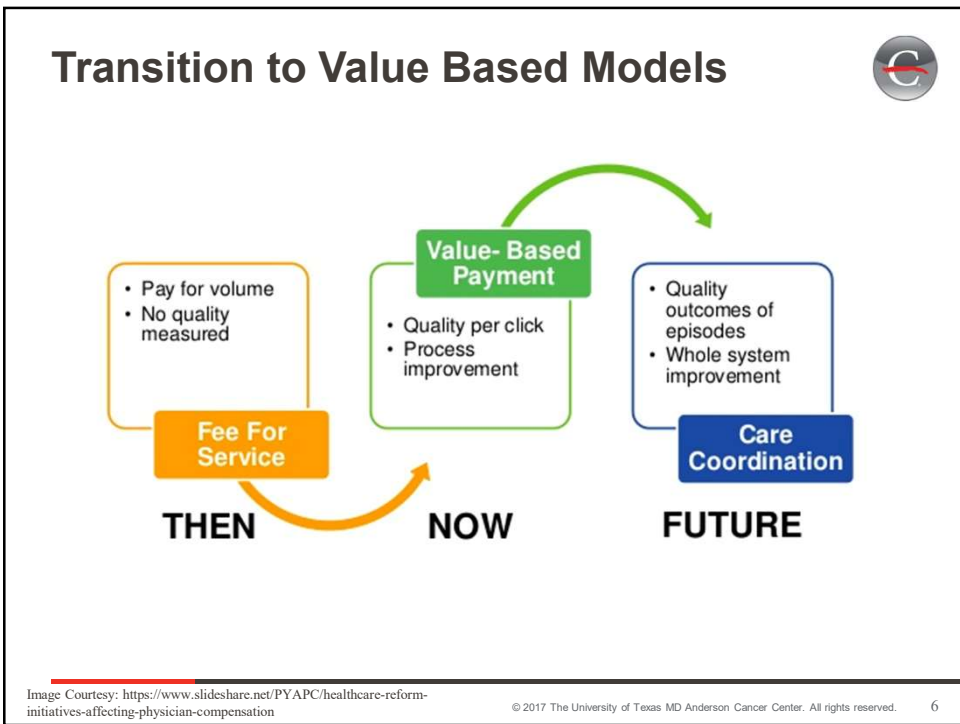 Transition to Value Based Models
C
• Pay for volume
• No quality
measured
Fee For
Service
THEN
Value- Based
Payment
• Quality per click
• Process
improvement
NOW
• Quality
outcomes of
episodes
• Whole system
improvement
Care
Coordination
FUTURE
Image Courtesy: https://www.slideshare.net/PYAPC/healthcare-reform-
initiatives-affecting-physician-compensation
© 2017 The University of Texas MD Anderson Cancer Center. All rights reserved.
6